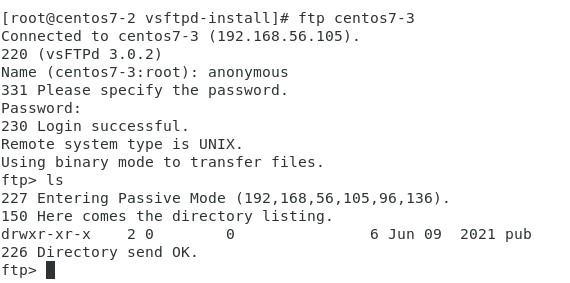 [root@centos7-2 vsftpd-install]# ftp centos7-3
Connected to centos7-3 (192.168.56.105).
220 (vsFTPd 3.0.2)
Name (centos7-3:root): anonymous
331 Please specify the password.
Password:
230 Login successful.
Remote system type is UNIX.
Using binary mode to transfer files.
ftp> ls
227 Entering Passive Mode (192,168,56,105,96,136).
150 Here comes the directory listing.
drwxr-xr-x    2 0        0               6 Jun 09  2021 pub
226 Directory send OK.
ftp>